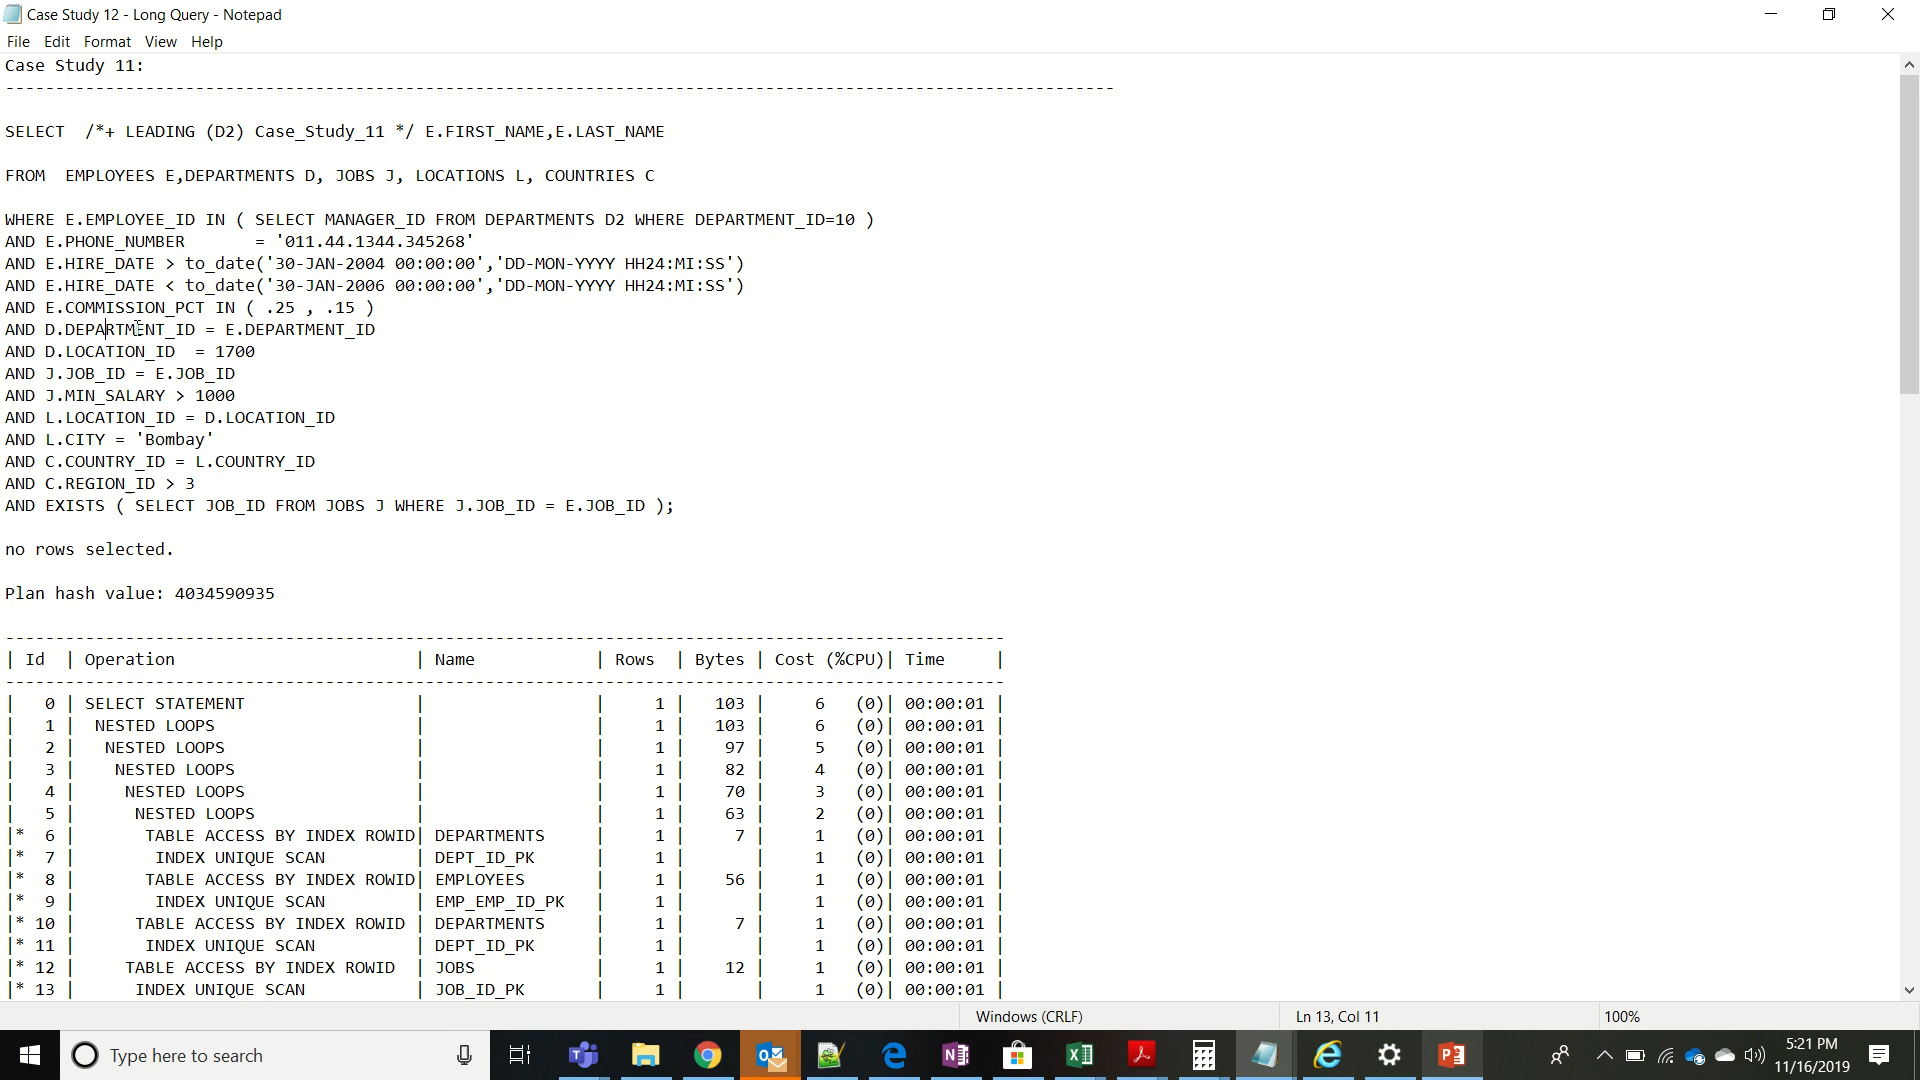 Case Study 12 - Long Query - Notepad
File Edit Format View Help
Case Study 11:
---------------------------------------------------------------------------------------------------------------
SELECT  /*+ LEADING (D2) Case_Study_11 */ E.FIRST_NAME,E.LAST_NAME
FROM  EMPLOYEES E,DEPARTMENTS D, JOBS J, LOCATIONS L, COUNTRIES C
WHERE E.EMPLOYEE_ID IN ( SELECT MANAGER_ID FROM DEPARTMENTS D2 WHERE DEPARTMENT_ID=10 )
AND E.PHONE_NUMBER       = '011.44.1344.345268'
AND E.HIRE_DATE > to_date('30-JAN-2004 00:00:00','DD-MON-YYYY HH24:MI:SS')
AND E.HIRE_DATE < to_date('30-JAN-2006 00:00:00','DD-MON-YYYY HH24:MI:SS')
AND E.COMMISSION_PCT IN ( .25 , .15 )
AND D.DEPARTMENT_ID = E.DEPARTMENT_ID
AND D.LOCATION_ID  = 1700
AND J.JOB_ID = E.JOB_ID
AND J.MIN_SALARY > 1000
AND L.LOCATION_ID = D.LOCATION_ID
AND L.CITY = 'Bombay'
AND C.COUNTRY_ID = L.COUNTRY_ID
AND C.REGION_ID > 3
AND EXISTS ( SELECT JOB_ID FROM JOBS J WHERE J.JOB_ID = E.JOB_ID );
no rows selected.
Plan hash value: 4034590935
----------------------------------------------------------------------------------------------------
| Id  | Operation                        | Name            | Rows  | Bytes | Cost (%CPU)| Time     |
----------------------------------------------------------------------------------------------------
|   0 | SELECT STATEMENT                 |                 |     1 |   103 |     6   (0)| 00:00:01 |
|   1 |  NESTED LOOPS                    |                 |     1 |   103 |     6   (0)| 00:00:01 |
|   2 |   NESTED LOOPS                   |                 |     1 |    97 |     5   (0)| 00:00:01 |
|   3 |    NESTED LOOPS                  |                 |     1 |    82 |     4   (0)| 00:00:01 |
|   4 |     NESTED LOOPS                 |                 |     1 |    70 |     3   (0)| 00:00:01 |
|   5 |      NESTED LOOPS                |                 |     1 |    63 |     2   (0)| 00:00:01 |
|*  6 |       TABLE ACCESS BY INDEX ROWID| DEPARTMENTS     |     1 |     7 |     1   (0)| 00:00:01 |
|*  7 |        INDEX UNIQUE SCAN         | DEPT_ID_PK      |     1 |       |     1   (0)| 00:00:01 |
|*  8 |       TABLE ACCESS BY INDEX ROWID| EMPLOYEES       |     1 |    56 |     1   (0)| 00:00:01 |
|*  9 |        INDEX UNIQUE SCAN         | EMP_EMP_ID_PK   |     1 |       |     1   (0)| 00:00:01 |
|* 10 |      TABLE ACCESS BY INDEX ROWID | DEPARTMENTS     |     1 |     7 |     1   (0)| 00:00:01 |
|* 11 |       INDEX UNIQUE SCAN          | DEPT_ID_PK      |     1 |       |     1   (0)| 00:00:01 |
|* 12 |     TABLE ACCESS BY INDEX ROWID  | JOBS            |     1 |    12 |     1   (0)| 00:00:01 |
|* 13 |      INDEX UNIQUE SCAN           | JOB_ID_PK       |     1 |       |     1   (0)| 00:00:01 |
Windows (CRLF) Ln 13, Col 11 100%
Type here to search
5:21 PM
11/16/2019